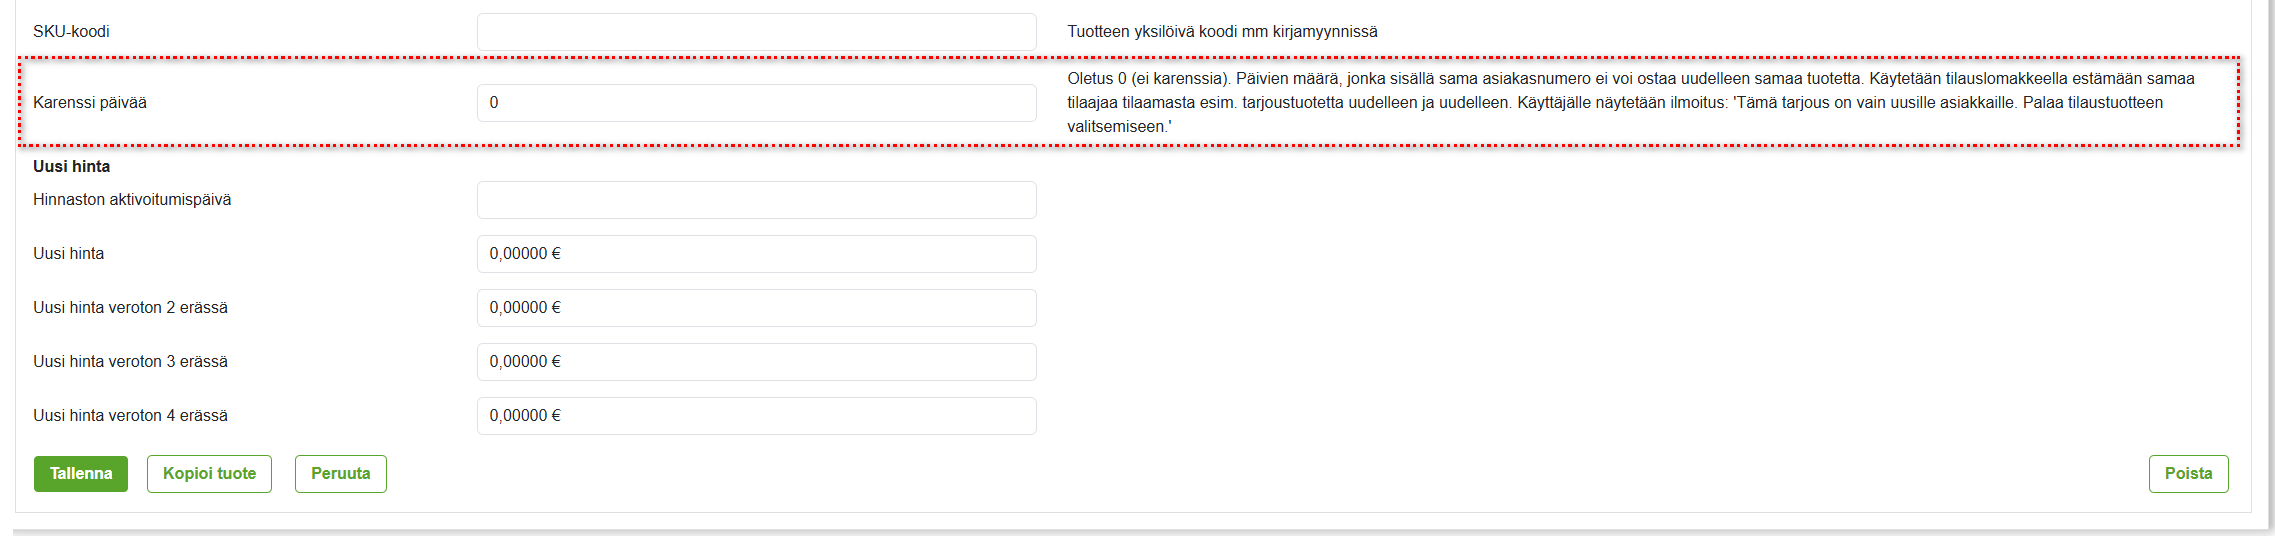 SKU-koodi
Tuotteen yksilöivä koodi mm kirjamyynnissä
Karenssi päivää
0
Oletus 0 (ei karenssia). Päivien määrä, jonka sisällä sama asiakasnumero ei voi ostaa uudelleen samaa tuotetta. Käytetään tilauslomakkeella estämään samaa
tilaajaa tilaamasta esim. tarjoustuotetta uudelleen ja uudelleen. Käyttäjälle näytetään ilmoitus: 'Tämä tarjous on vain uusille asiakkaille. Palaa tilaustuotteen
valitsemiseen.'
Uusi hinta
Hinnaston aktivoitumispäivä
Uusi hinta
0,00000 €
Uusi hinta veroton 2 erässä
0,00000 €
Uusi hinta veroton 3 erässä
0,00000 €
Uusi hinta veroton 4 erässä
0,00000 €
Tallenna
Kopioi tuote
Peruuta
Poista